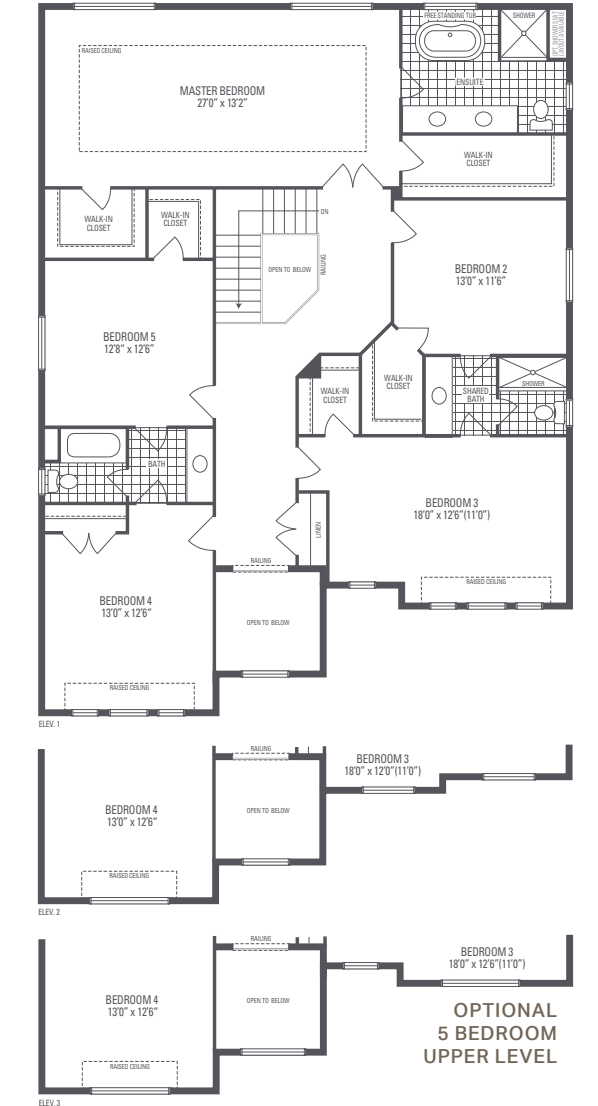 FREE STANDING TUB
SHOWER
OPT. SHOWER SEAT
LAYOUT AVAILABLE
RAISED CEILING
MASTER BEDROOM
27'0" x 13'2"
ENSUITE
WALK-IN
CLOSET
WALK-IN
CLOSET
WALK-IN
CLOSET
DN
OPEN TO BELOW
RAILING
BEDROOM 2
13'0" x 11'6"
BEDROOM 5
12'8" x 12'6"
WALK-IN
CLOSET
WALK-IN
CLOSET
SHARED
BATH
SHOWER
BATH
BEDROOM 3
18'0" x 12'6"(11'0")
LINEN
RAILING
RAISED CEILING
BEDROOM 4
13'0" x 12'6"
OPEN TO BELOW
RAISED CEILING
ELEV. 1
RAILING
BEDROOM 3
18'0" x 12'0"(11'0")
BEDROOM 4
13'0" x 12'6"
OPEN TO BELOW
RAISED CEILING
ELEV. 2
RAILING
BEDROOM 3
18'0" x 12'6"(11'0")
BEDROOM 4
13'0" x 12'6"
OPEN TO BELOW
OPTIONAL
5 BEDROOM
UPPER LEVEL
RAISED CEILING
ELEV. 3